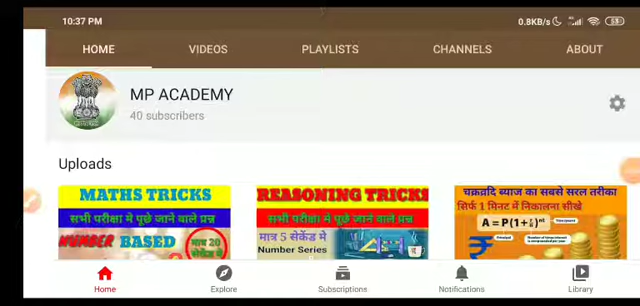 10:37 PM
0.8KB/s
HOME VIDEOS PLAYLISTS CHANNELS ABOUT
MP ACADEMY
40 subscribers
Uploads
MATHS TRICKS
सभी परीक्षा मे पूछे जाने वाले प्रश्न
NUMBER BASED
मात्र 20
सेकेंड मे
REASONING TRICKS
सभी परीक्षा मे पूछे जाने वाले प्रश्न
मात्र 5 सेकेंड मे
Number Series
चक्रवृद्धि ब्याज का सबसे सरल तरीका
सिर्फ 1 मिनट में निकालना सीखे
Home Explore Subscriptions Notifications Library